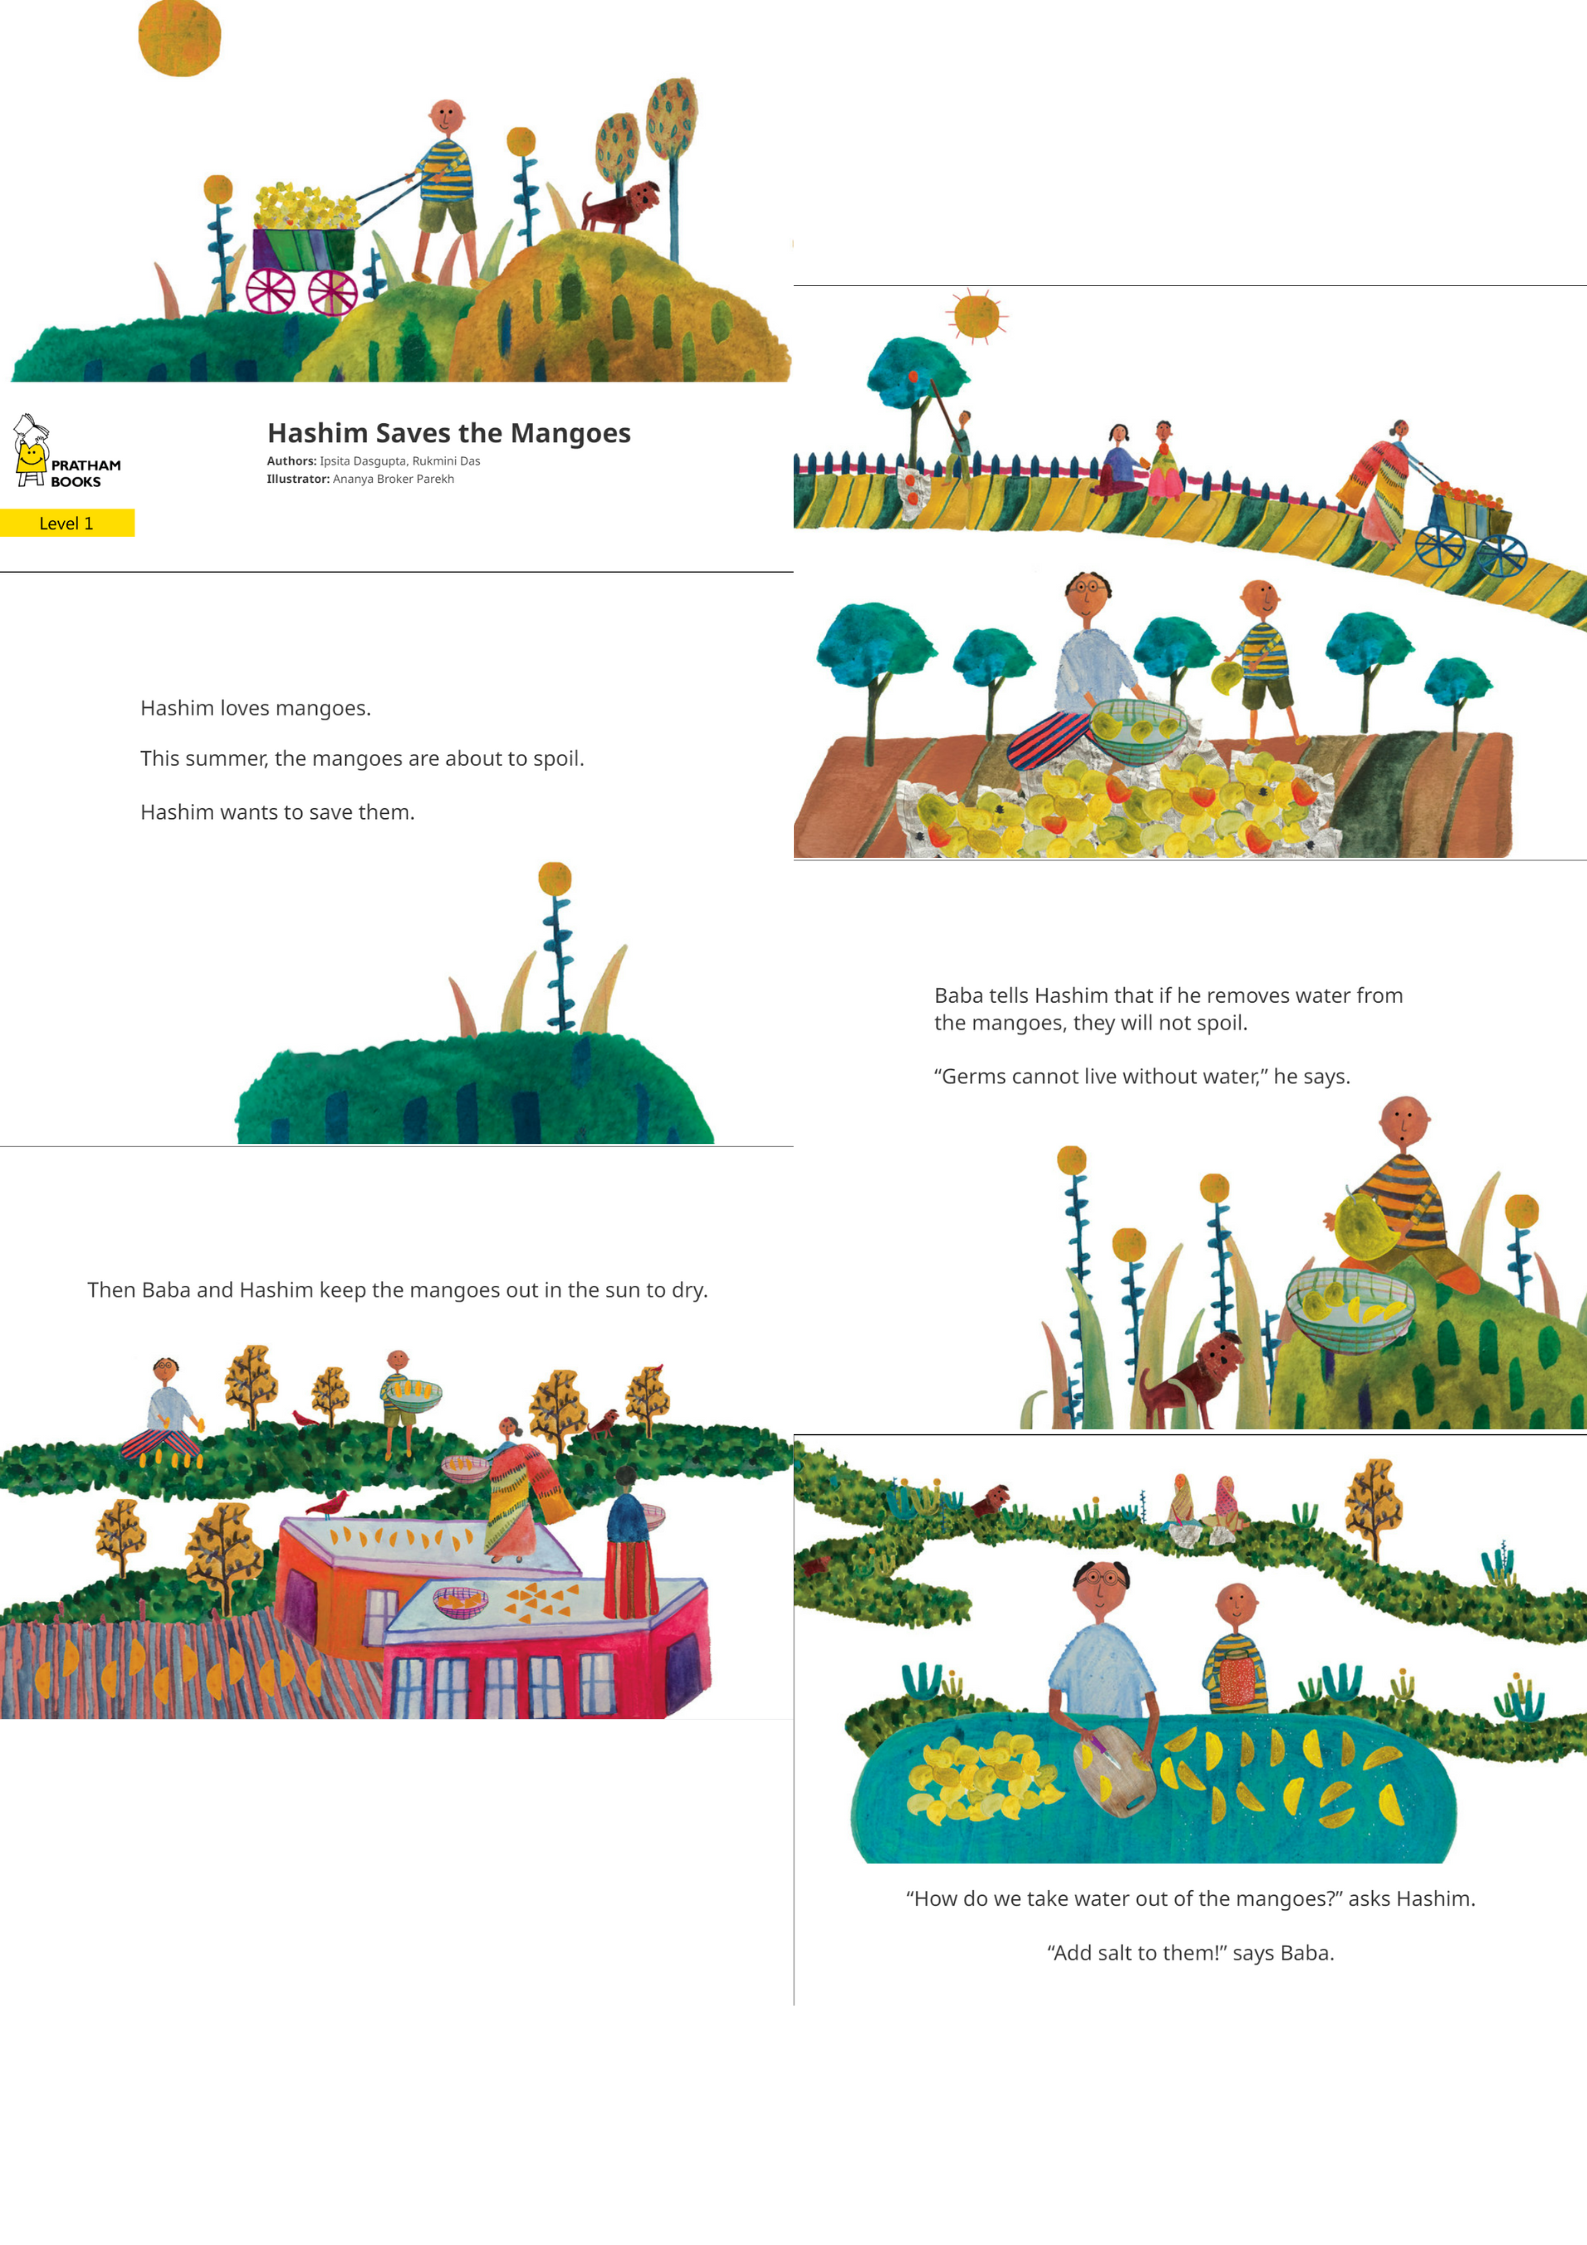 Hashim Saves the Mangoes
Authors: Ipsita Dasgupta, Rukmini Das
Illustrator: Ananya Broker Parekh
PRATHAM
BOOKS
Level 1
Hashim loves mangoes.
This summer, the mangoes are about to spoil.
Hashim wants to save them.
Baba tells Hashim that if he removes water from
the mangoes, they will not spoil.
“Germs cannot live without water,” he says.
“How do we take water out of the mangoes?” asks Hashim.
“Add salt to them!” says Baba.
Then Baba and Hashim keep the mangoes out in the sun to dry.